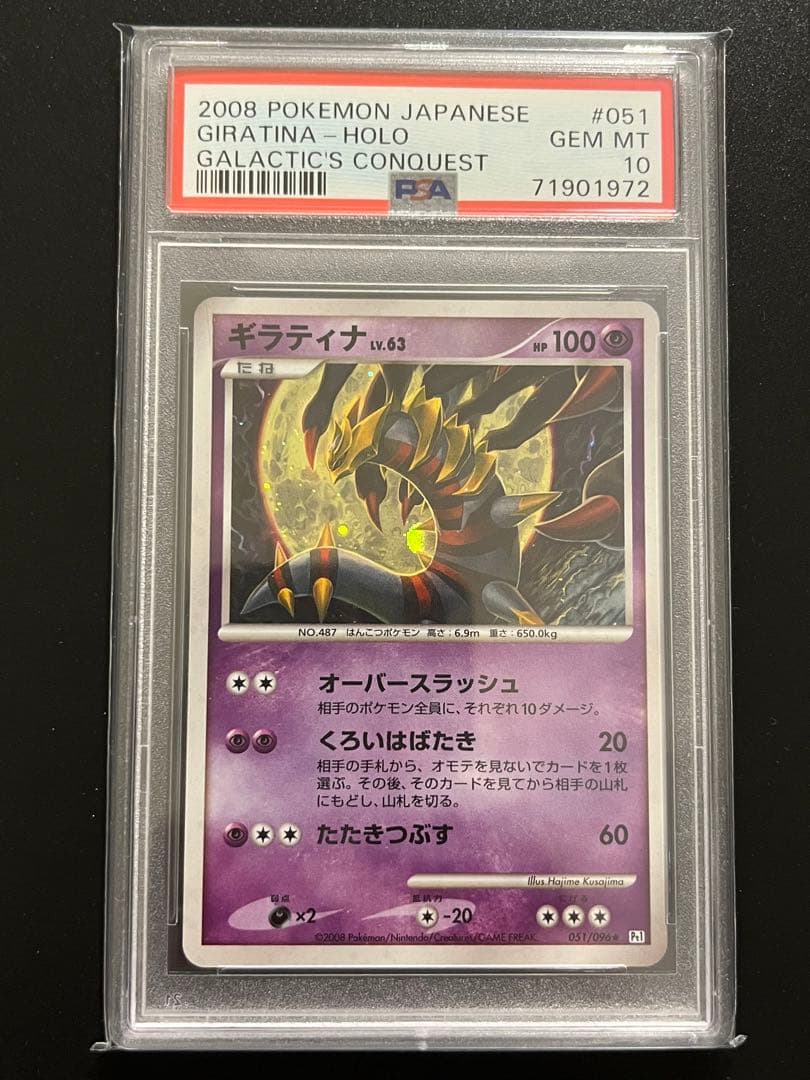 2008 POKEMON JAPANESE #051
GIRATINA-HOLO GEM MT
GALACTIC'S CONQUEST 10
PSA 71901972
ギラティナ LV.63 HP 100
たね
NO.487 はんこつポケモン 高さ:6.9m 重さ:650.0kg
オーバースラッシュ
相手のポケモン全員に、それぞれ10ダメージ。
くろいはばたき 20
相手の手札から、オモテを見ないでカードを1枚
選ぶ。その後、そのカードを見てから相手の山札
にもどし、山札を切る。
たたきつぶす 60
Illus.Hajime Kusajima
弱点 抵抗力 にげる
×2 -20
©2008 Pokémon/Nintendo/Creatures/GAME FREAK. 051/096★ Pt1